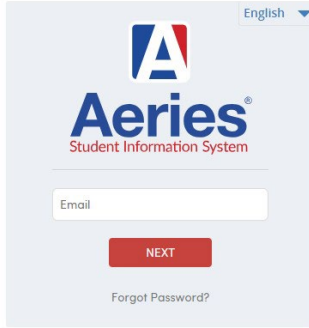 English
A
Aeries®
Student Information System
Email
NEXT
Forgot Password?